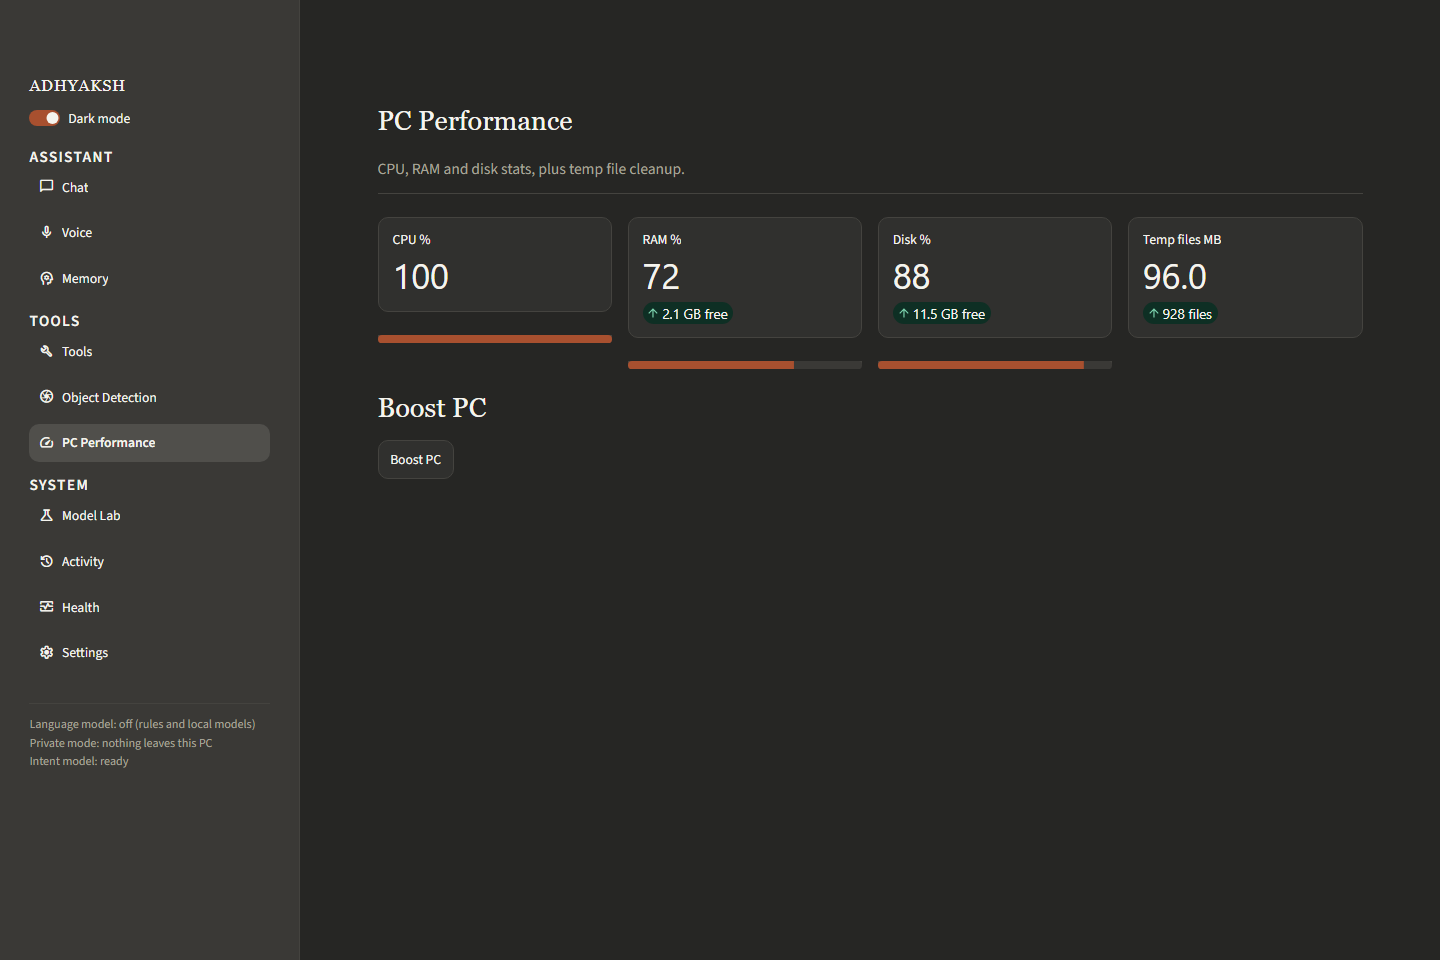 ADHYAKSH
Dark mode
ASSISTANT
Chat
Voice
Memory
TOOLS
Tools
Object Detection
PC Performance
SYSTEM
Model Lab
Activity
Health
Settings
Language model: off (rules and local models)
Private mode: nothing leaves this PC
Intent model: ready
PC Performance
CPU, RAM and disk stats, plus temp file cleanup.
CPU %
100
RAM %
72
↑ 2.1 GB free
Disk %
88
↑ 11.5 GB free
Temp files MB
96.0
↑ 928 files
Boost PC
Boost PC